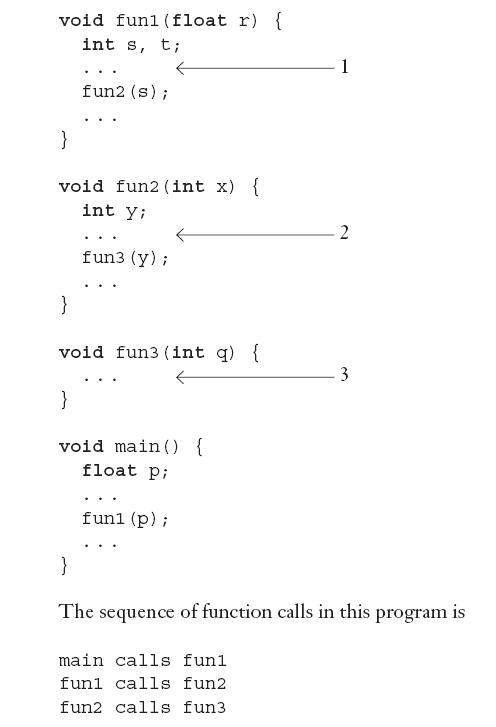 void fun1(float r) {
int s, t;
... 1
fun2(s);
...
}
void fun2(int x) {
int y;
... 2
fun3(y);
...
}
void fun3(int q) {
... 3
}
void main() {
float p;
...
fun1(p);
...
}
The sequence of function calls in this program is
main calls fun1
fun1 calls fun2
fun2 calls fun3